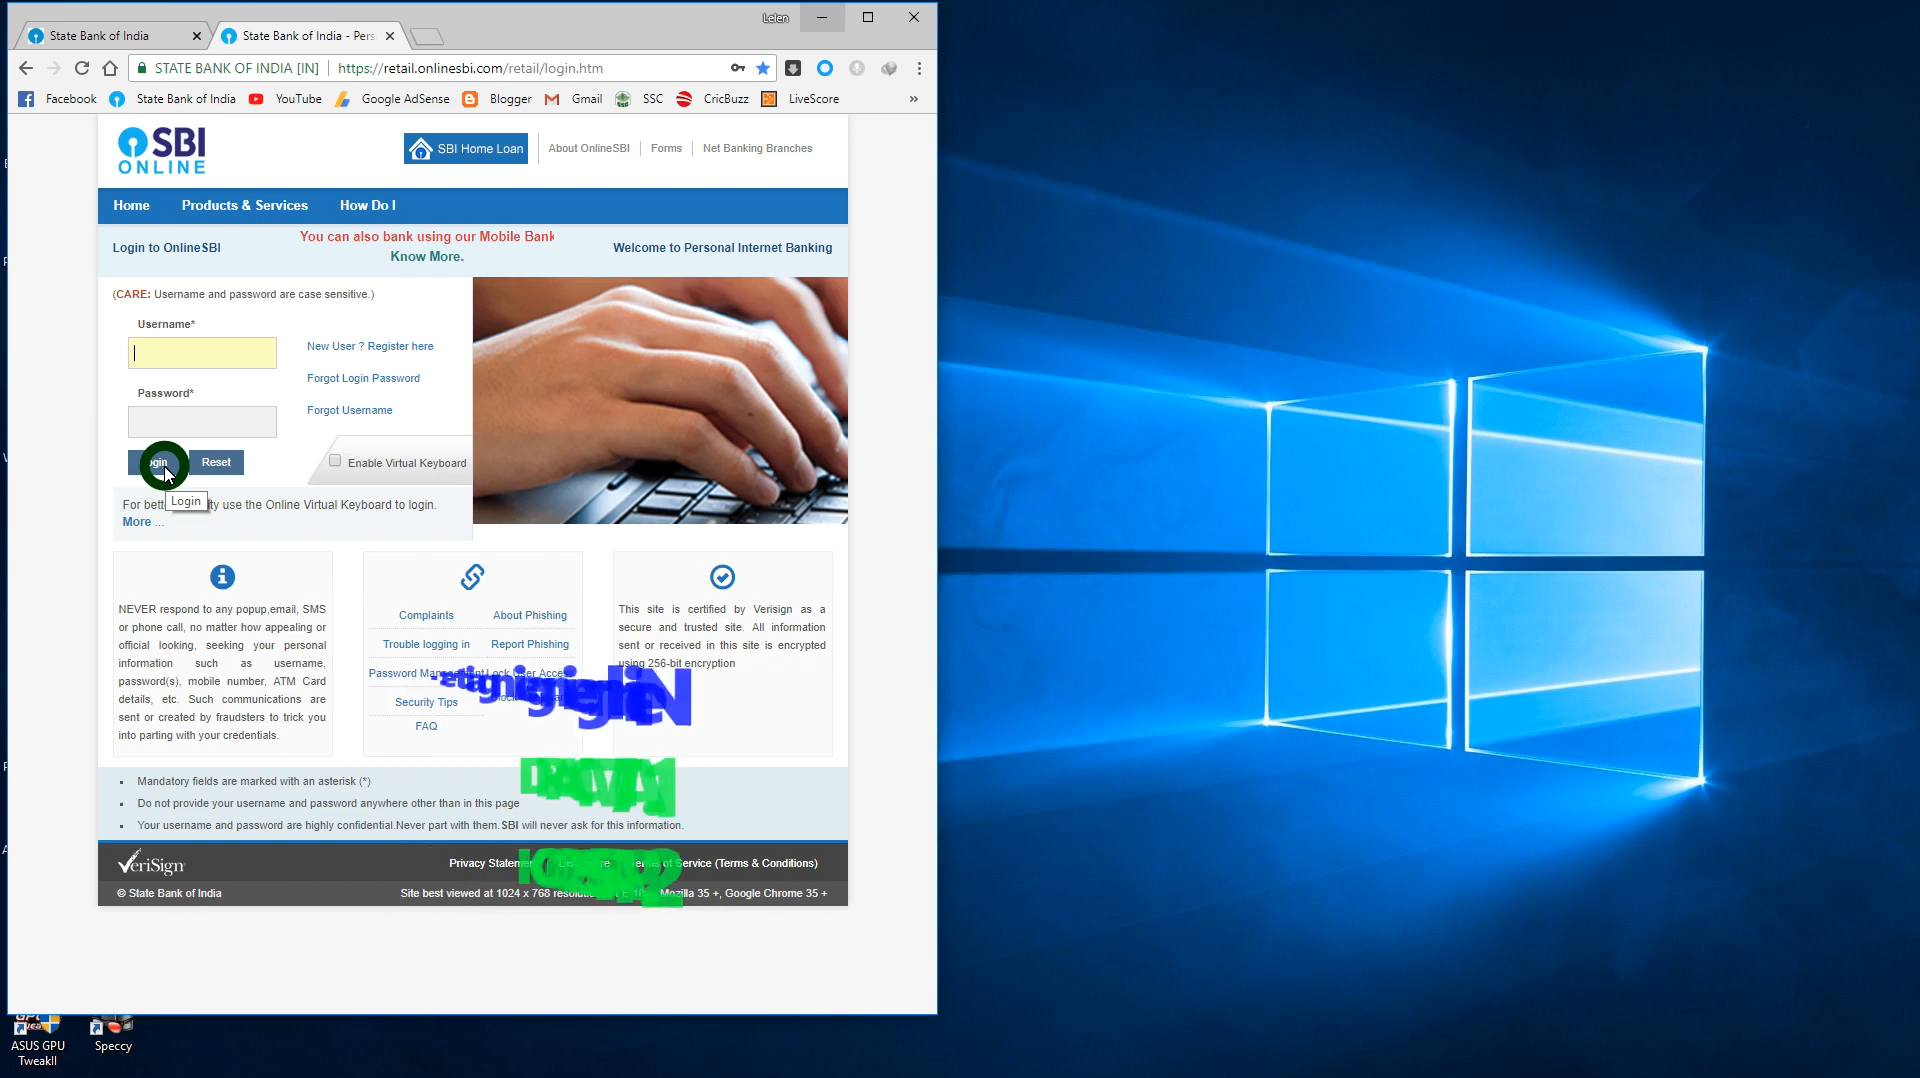 Lelen
State Bank of India
State Bank of India - Pers
STATE BANK OF INDIA [IN]
https://retail.onlinesbi.com/retail/login.htm
Facebook State Bank of India YouTube Google AdSense Blogger Gmail SSC CricBuzz LiveScore »
SBI
ONLINE
SBI Home Loan
About OnlineSBI
Forms
Net Banking Branches
Home Products & Services How Do I
Login to OnlineSBI
You can also bank using our Mobile Bank
Know More.
Welcome to Personal Internet Banking
(CARE: Username and password are case sensitive.)
Username*
New User ? Register here
Forgot Login Password
Password*
Forgot Username
Reset
Enable Virtual Keyboard
Login
For use the Online Virtual Keyboard to login.
More ...
NEVER respond to any popup,email, SMS
or phone call, no matter how appealing or
official looking, seeking your personal
information such as username,
password(s), mobile number, ATM Card
details, etc. Such communications are
sent or created by fraudsters to trick you
into parting with your credentials.
Complaints
About Phishing
Trouble logging in
Report Phishing
Password
Lock User Access
Security Tips
FAQ
This site is certified by Verisign as a
secure and trusted site. All information
sent or received in this site is encrypted
using 256-bit encryption
Mandatory fields are marked with an asterisk (*)
Do not provide your username and password anywhere other than in this page
Your username and password are highly confidential.Never part with them.SBI will never ask for this information.
VeriSign
Privacy of Service (Terms & Conditions)
© State Bank of India
Site best viewed at 1024 x 768 Mozilla 35 +, Google Chrome 35 +
ASUS GPU
TweakII
Speccy